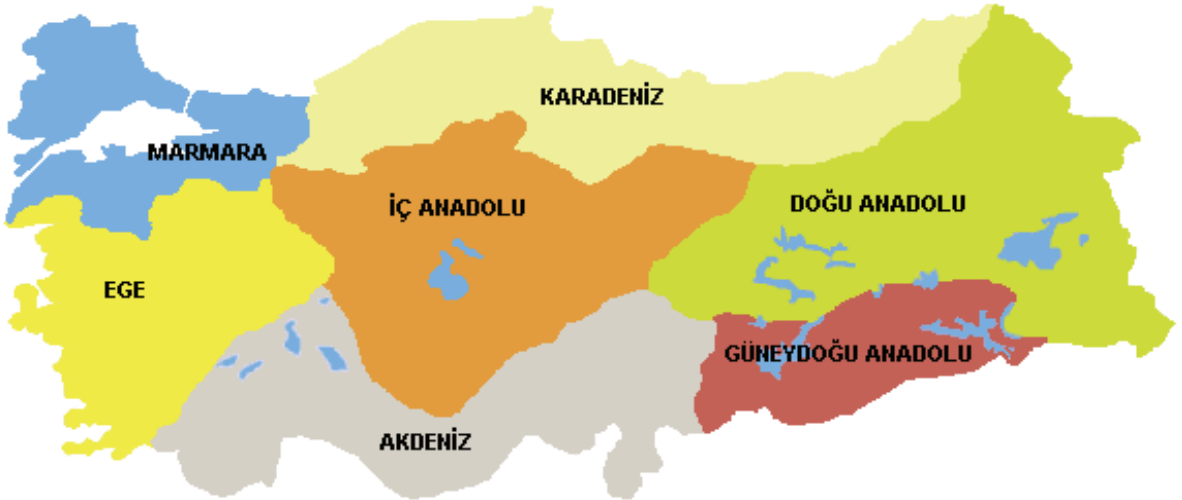 KARADENİZ
MARMARA
İÇ ANADOLU
DOĞU ANADOLU
EGE
GÜNEYDOĞU ANADOLU
AKDENİZ